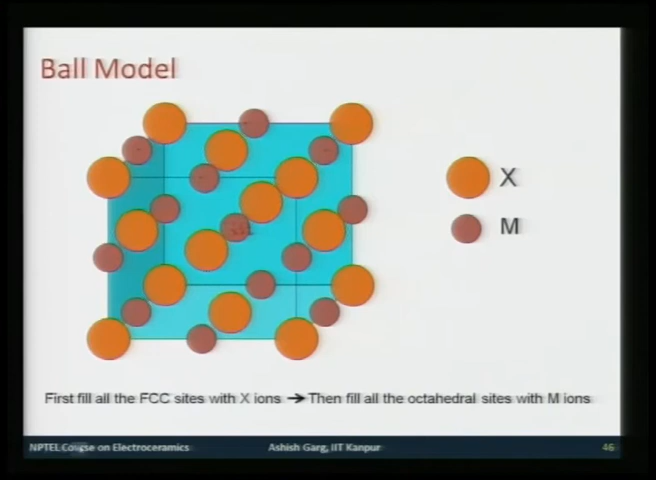 Ball Model
X
M
First fill all the FCC sites with X ions → Then fill all the octahedral sites with M ions
NPTEL Course on Electroceramics Ashish Garg, IIT Kanpur 46